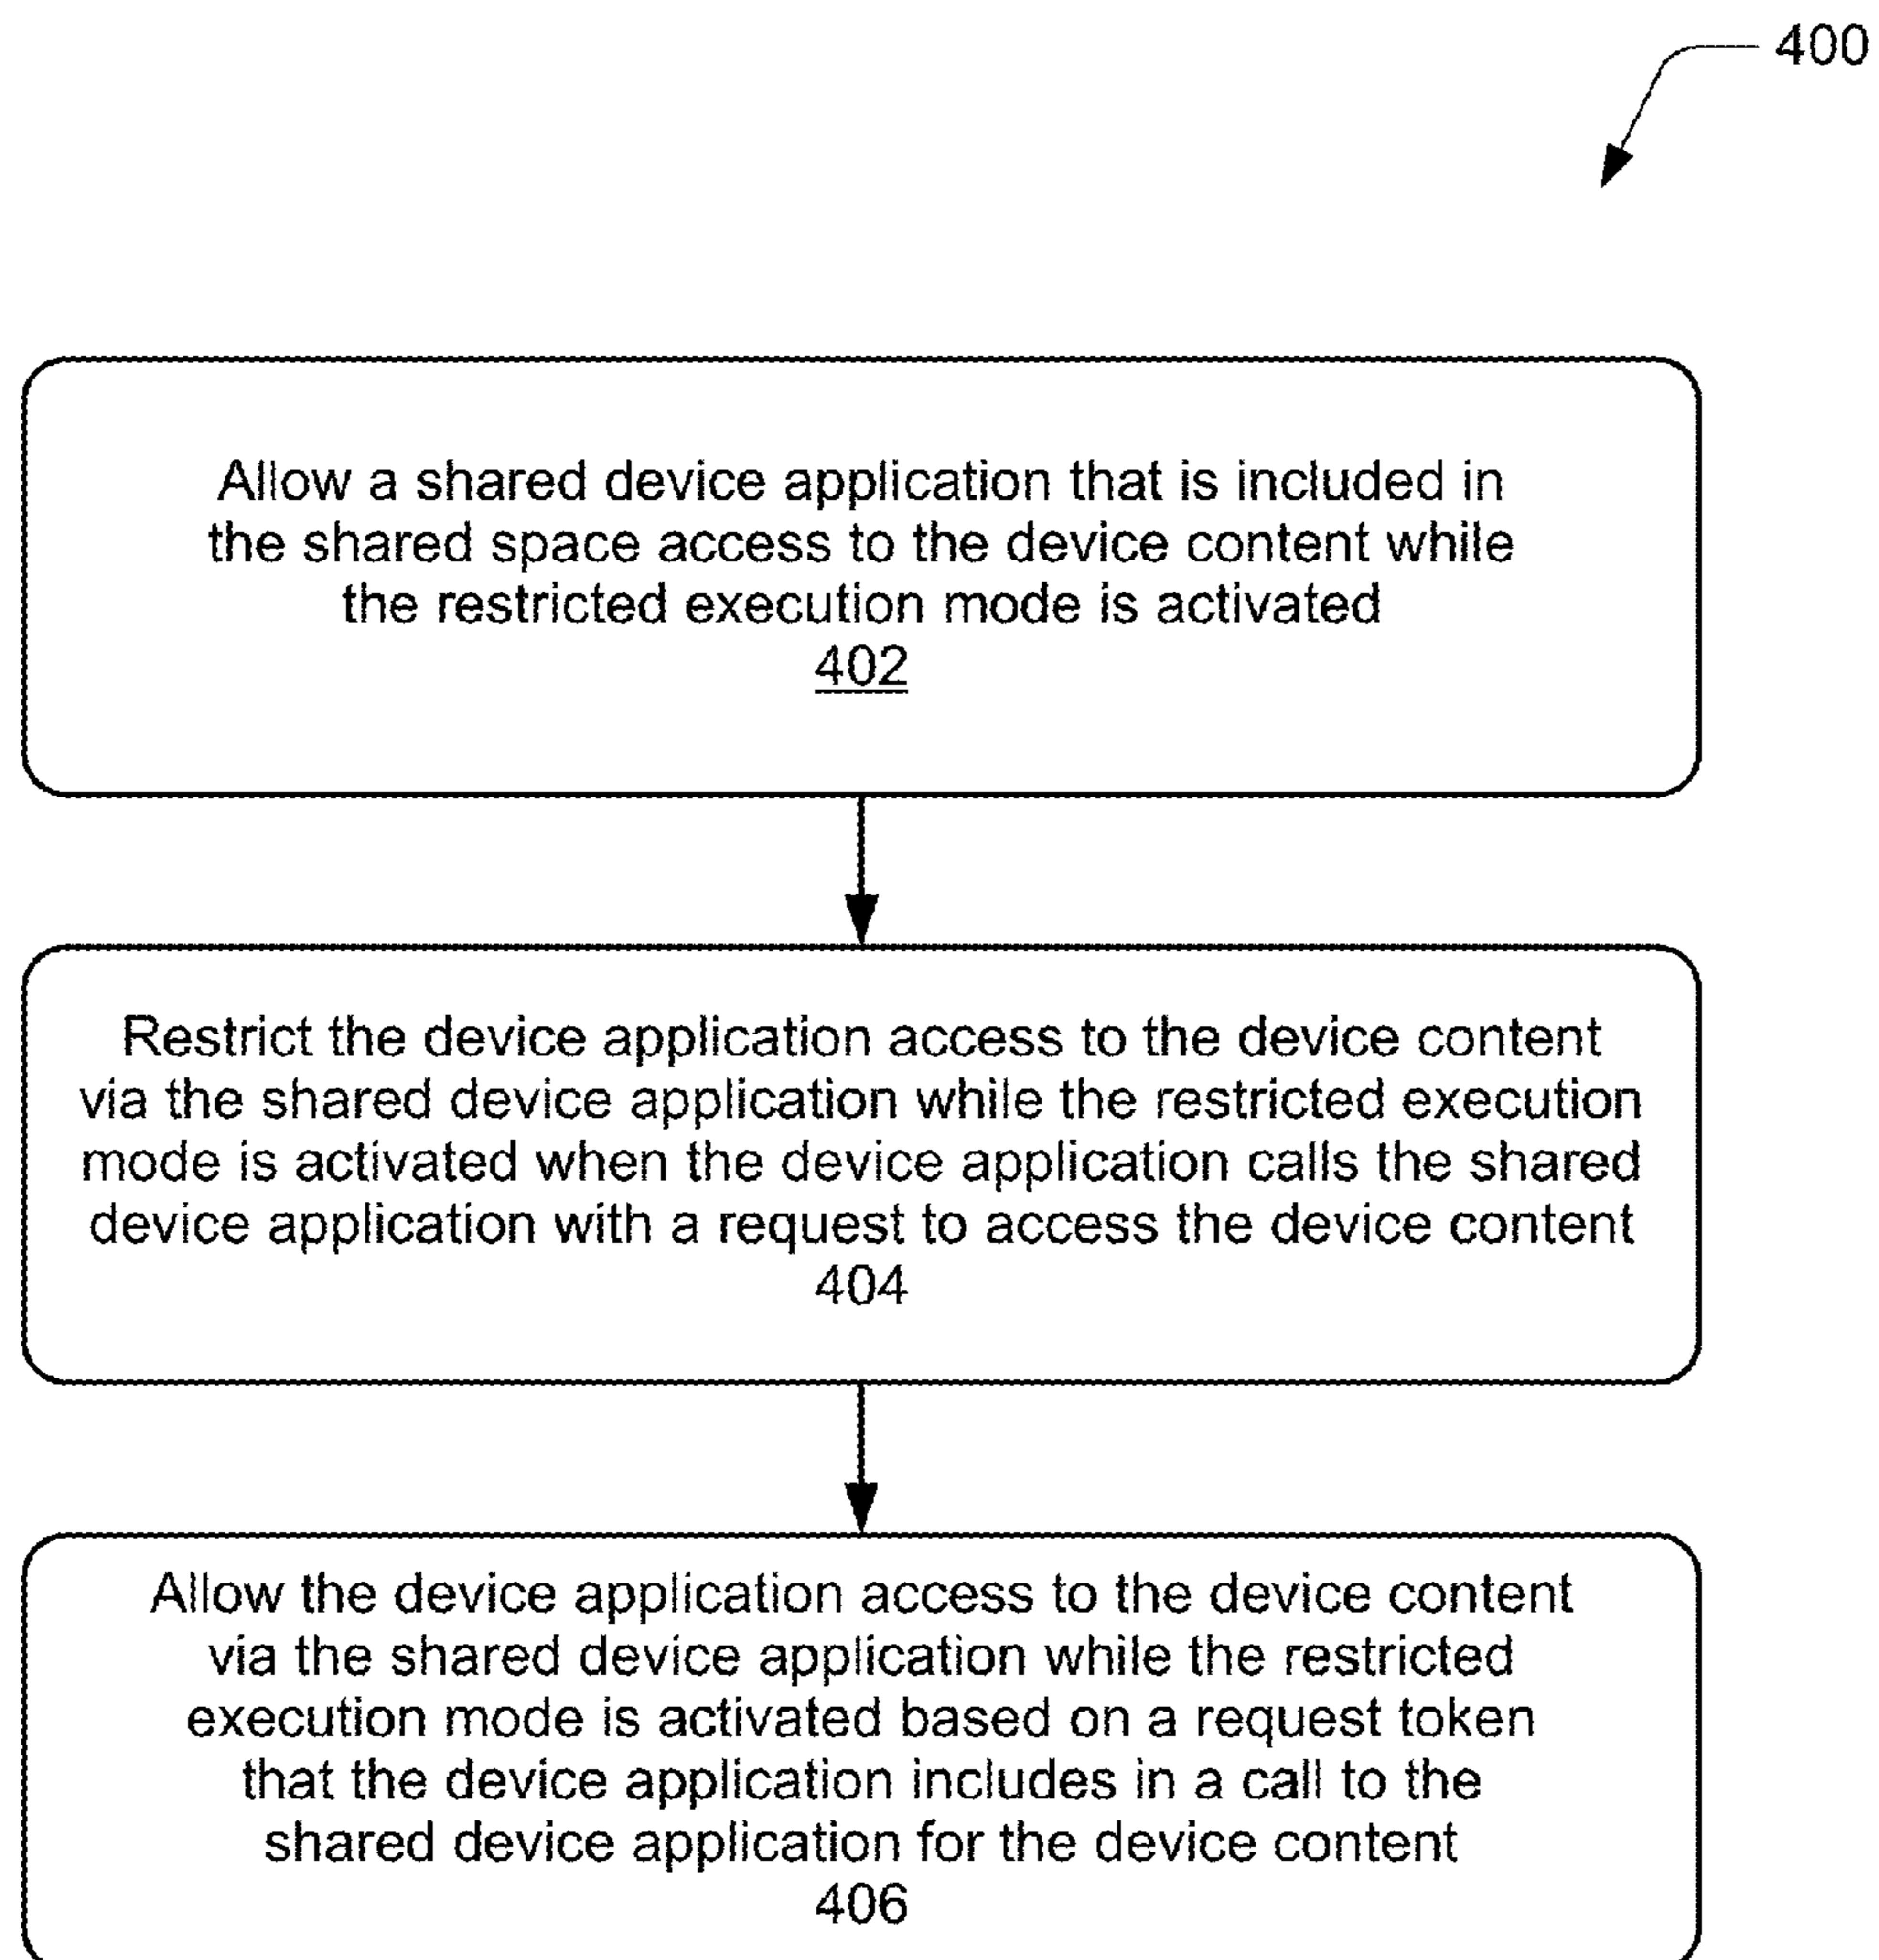 400
Allow a shared device application that is included in
the shared space access to the device content while
the restricted execution mode is activated
402
Restrict the device application access to the device content
via the shared device application while the restricted execution
mode is activated when the device application calls the shared
device application with a request to access the device content
404
Allow the device application access to the device content
via the shared device application while the restricted
execution mode is activated based on a request token
that the device application includes in a call to the
shared device application for the device content
406